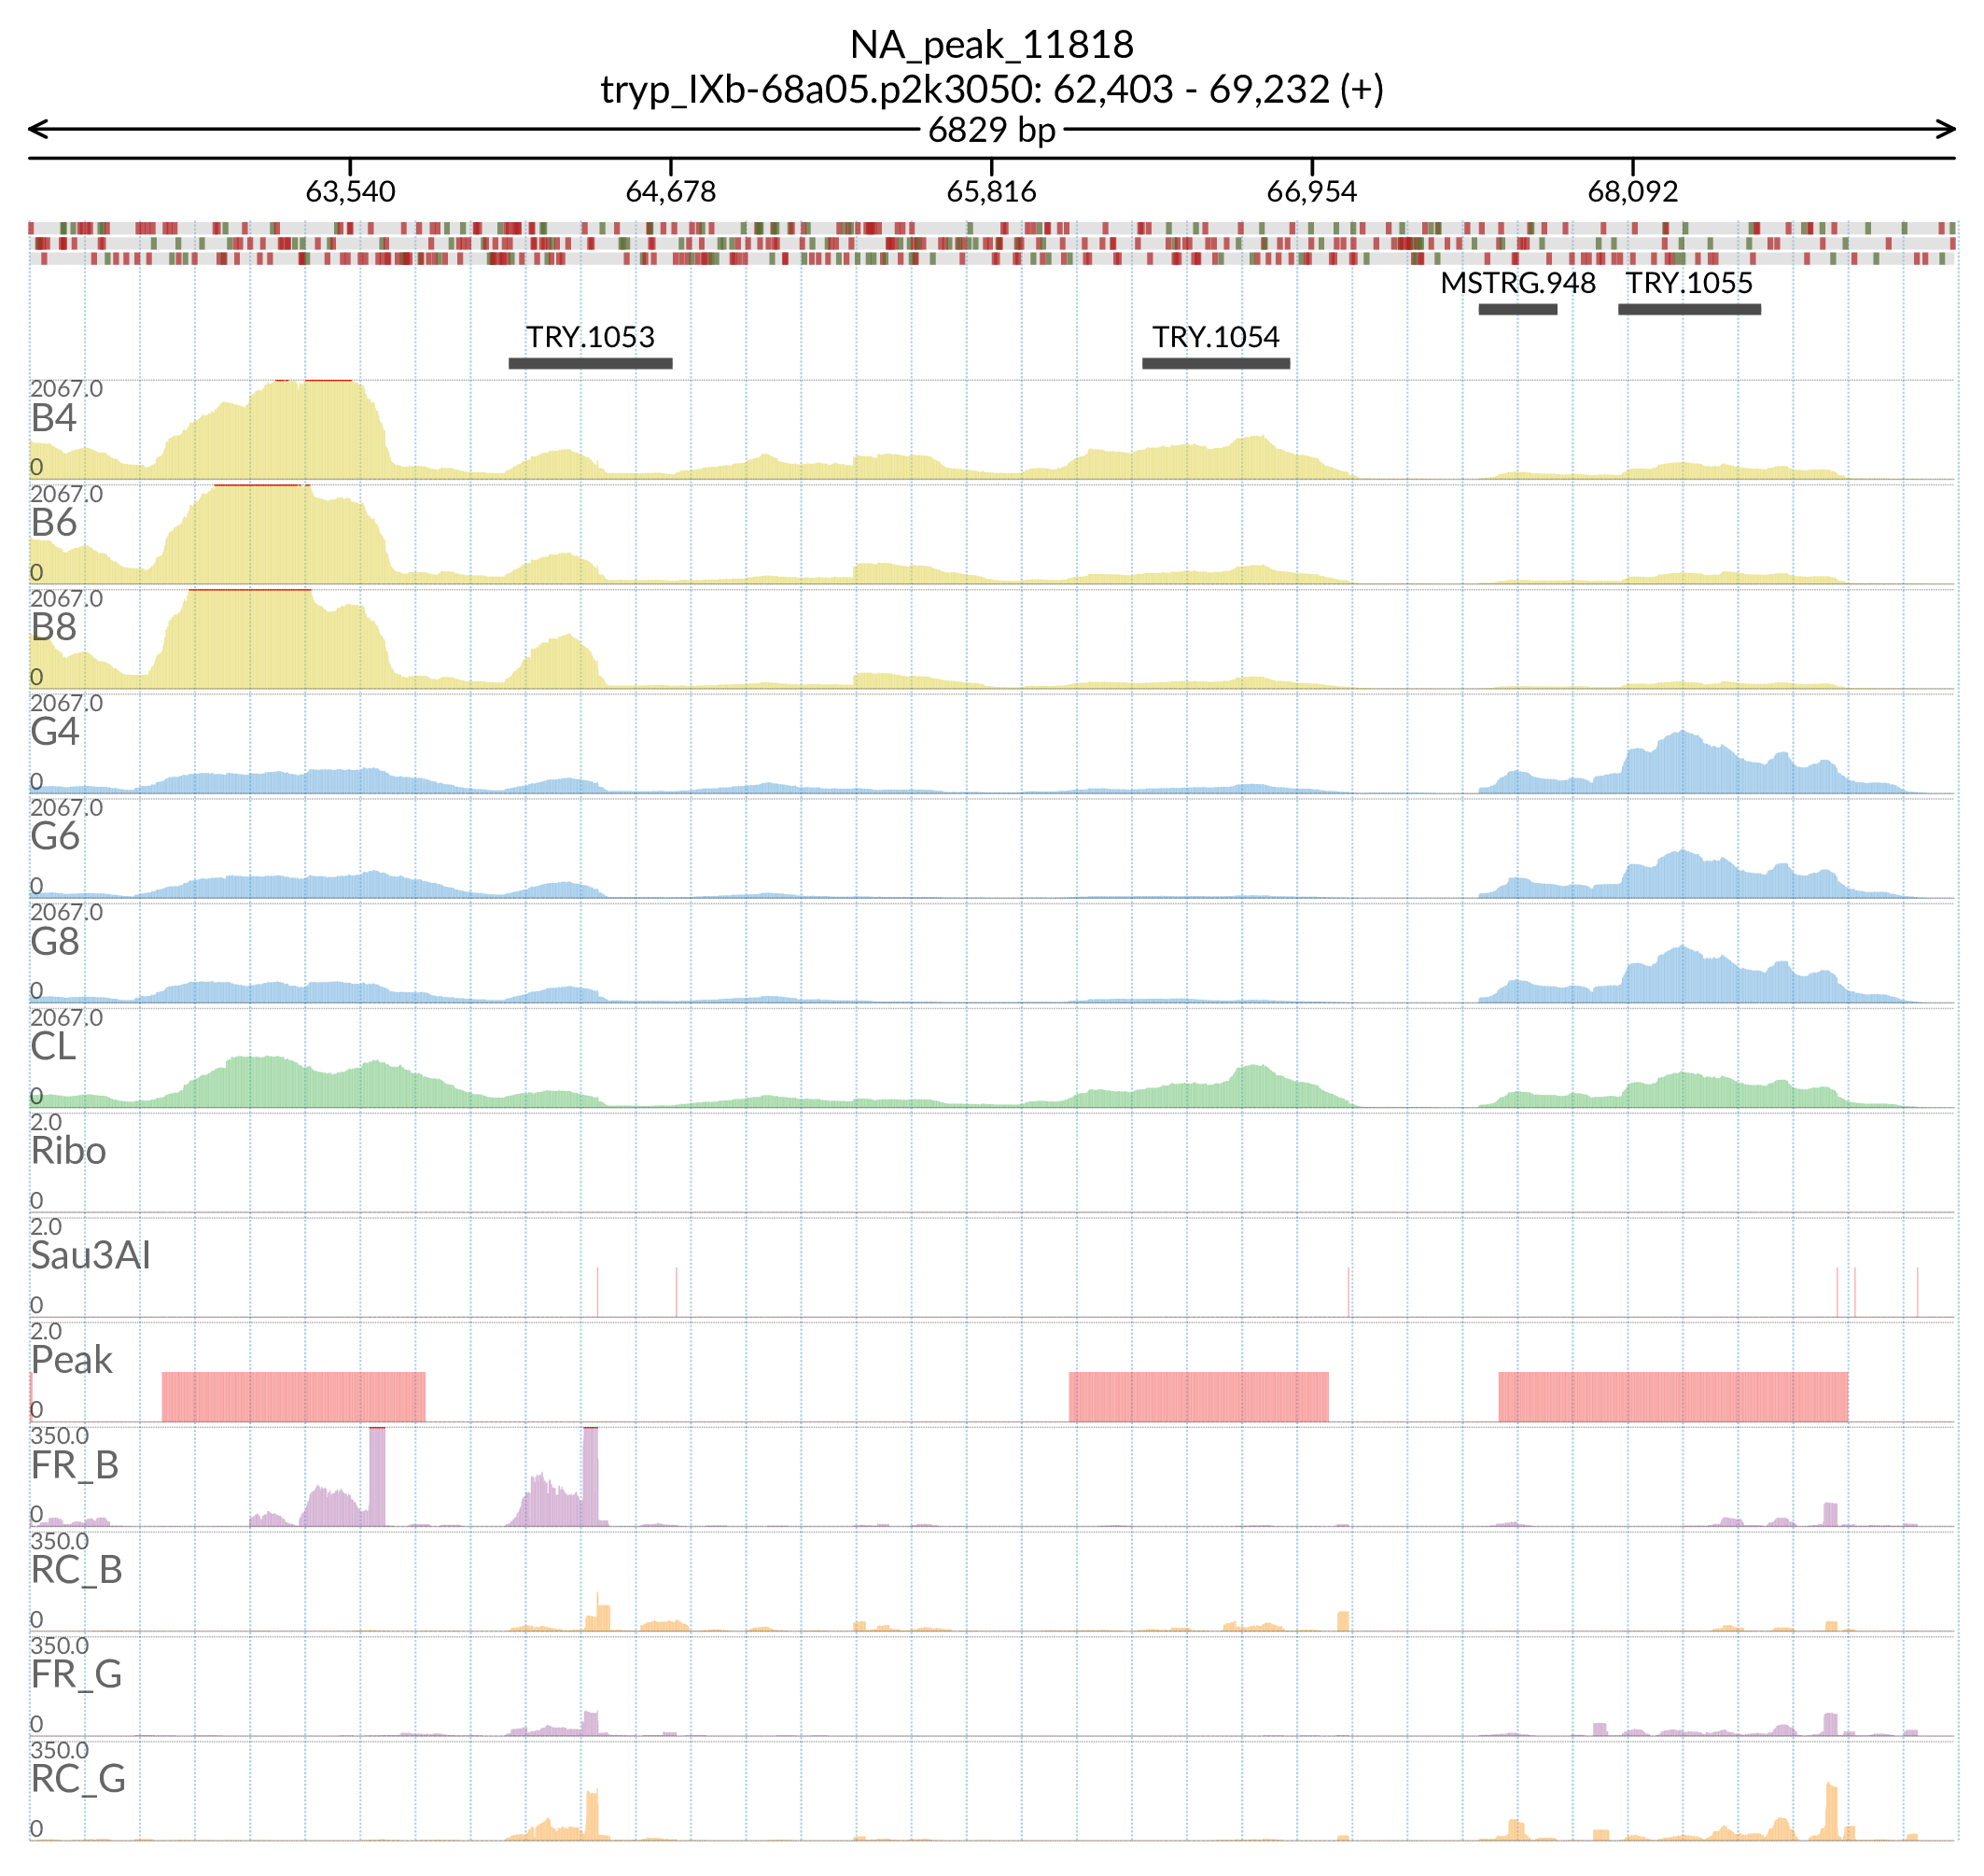 NA_peak_11818
tryp_IXb-68a05.p2k3050: 62,403 - 69,232 (+)
6829 bp
63,540 64,678 65,816 66,954 68,092
MSTRG.948 TRY.1055
TRY.1053 TRY.1054
2067.0
B4
0
2067.0
B6
0
2067.0
B8
0
2067.0
G4
0
2067.0
G6
0
2067.0
G8
0
2067.0
CL
0
2.0
Ribo
0
2.0
Sau3AI
0
2.0
Peak
0
350.0
FR_B
0
350.0
RC_B
0
350.0
FR_G
0
350.0
RC_G
0